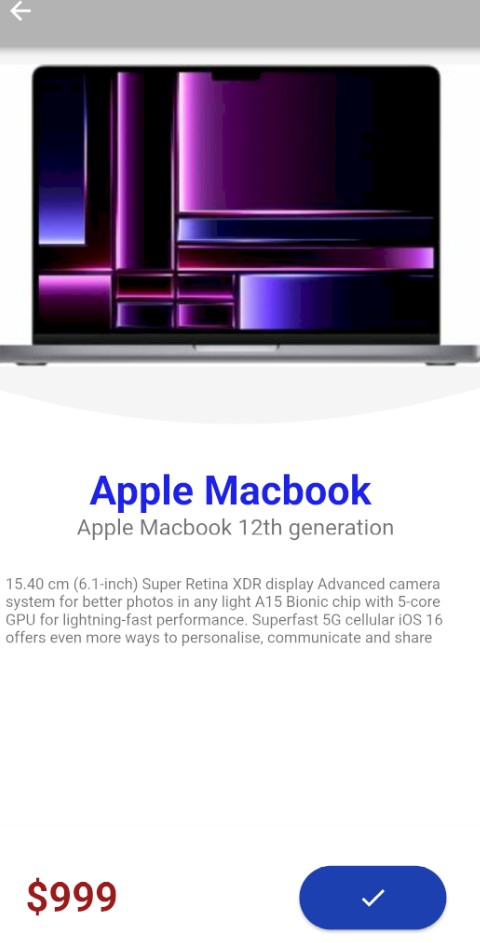 Apple Macbook
Apple Macbook 12th generation
15.40 cm (6.1-inch) Super Retina XDR display Advanced camera
system for better photos in any light A15 Bionic chip with 5-core
GPU for lightning-fast performance. Superfast 5G cellular iOS 16
offers even more ways to personalise, communicate and share
$999